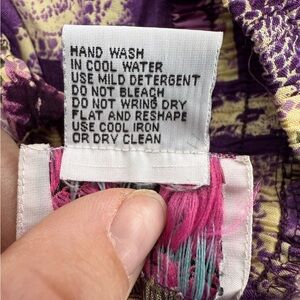 HAND WASH
IN COOL WATER
USE MILD DETERGENT
DO NOT BLEACH
DO NOT WRING DRY
FLAT AND RESHAPE
USE COOL IRON
OR DRY CLEAN